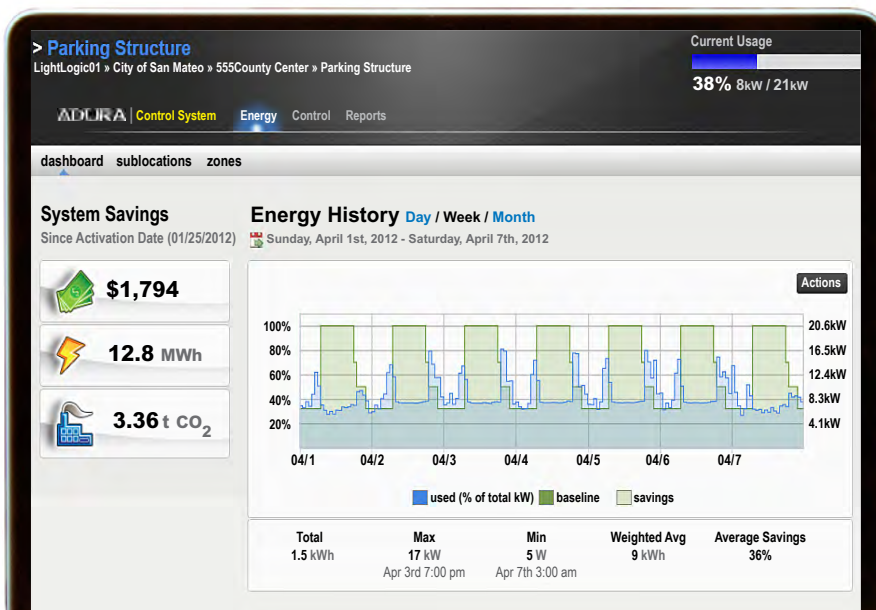 > Parking Structure
LightLogic01 » City of San Mateo » 555County Center » Parking Structure
Current Usage
38% 8kW / 21kW
ADURA | Control System Energy Control Reports
dashboard sublocations zones
System Savings
Since Activation Date (01/25/2012)
$1,794
12.8 MWh
3.36 t CO2
Energy History Day / Week / Month
Sunday, April 1st, 2012 - Saturday, April 7th, 2012
Actions
100% 20.6kW
80% 16.5kW
60% 12.4kW
40% 8.3kW
20% 4.1kW
04/1 04/2 04/3 04/4 04/5 04/6 04/7
used (% of total kW) baseline savings
Total Max Min Weighted Avg Average Savings
1.5 kWh 17 kW 5 W 9 kWh 36%
Apr 3rd 7:00 pm Apr 7th 3:00 am